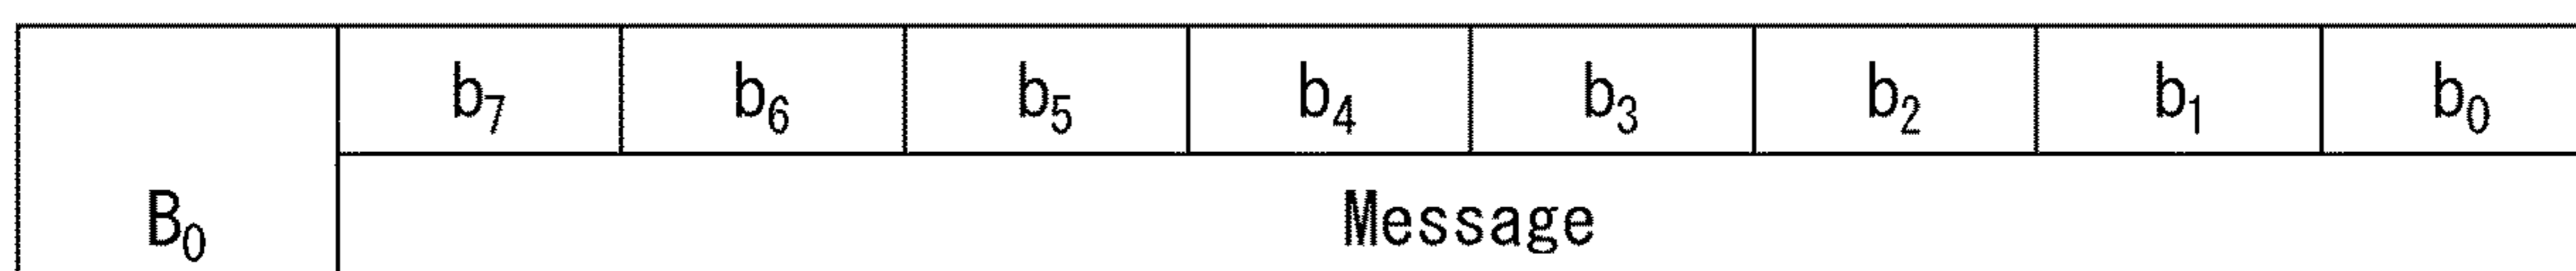 b₇ b₆ b₅ b₄ b₃ b₂ b₁ b₀
B₀ Message